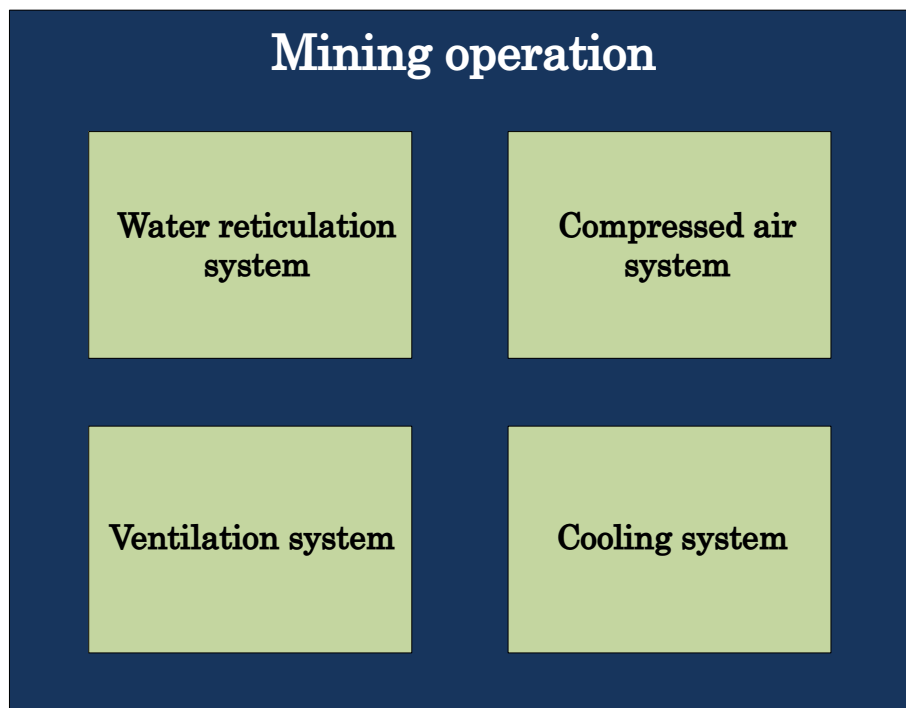 Mining operation
Water reticulation
system
Compressed air
system
Ventilation system
Cooling system